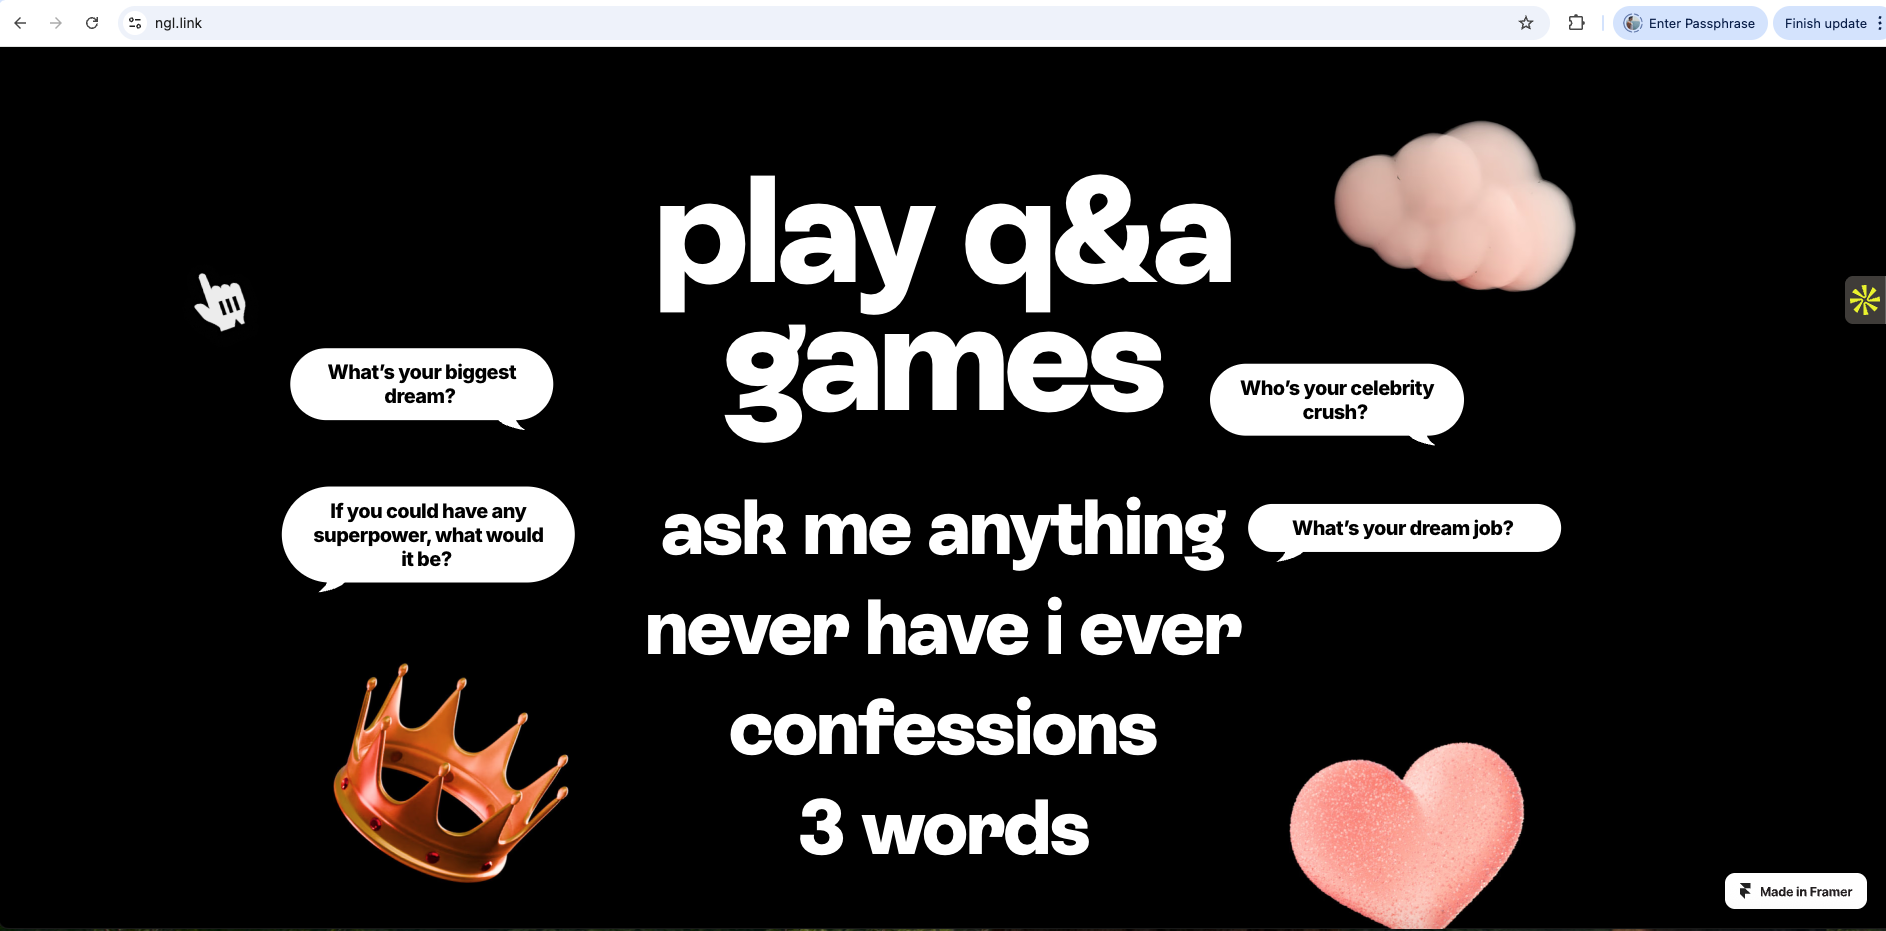 ngl.link
Enter Passphrase
Finish update
play q&a
games
What’s your biggest
dream?
Who’s your celebrity
crush?
If you could have any
superpower, what would
it be?
ask me anything
What’s your dream job?
never have i ever
confessions
3 words
Made in Framer